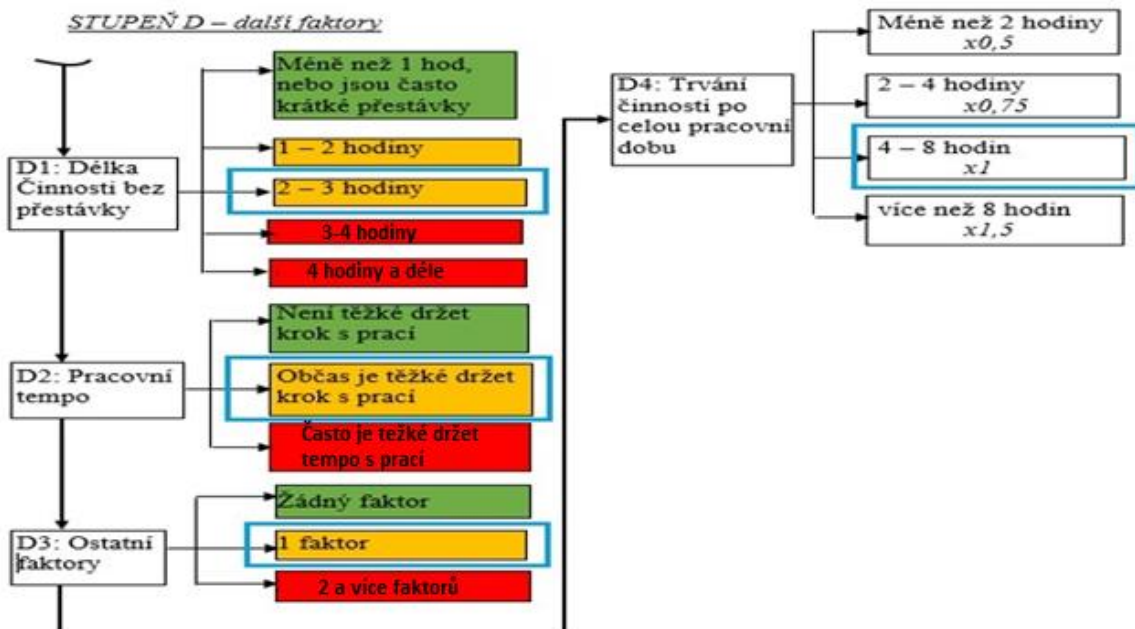 STUPEŇ D – další faktory
D1: Délka
Činnosti bez
přestávky
Méně než 1 hod,
nebo jsou často
krátké přestávky
1 – 2 hodiny
2 – 3 hodiny
3-4 hodiny
4 hodiny a déle
D2: Pracovní
tempo
Není těžké držet
krok s prací
Občas je těžké držet
krok s prací
Často je težké držet
tempo s prací
D3: Ostatní
faktory
Žádný faktor
1 faktor
2 a více faktorů
D4: Trvání
činnosti po
celou pracovní
dobu
Méně než 2 hodiny
x0,5
2 – 4 hodiny
x0,75
4 – 8 hodin
x1
více než 8 hodin
x1,5